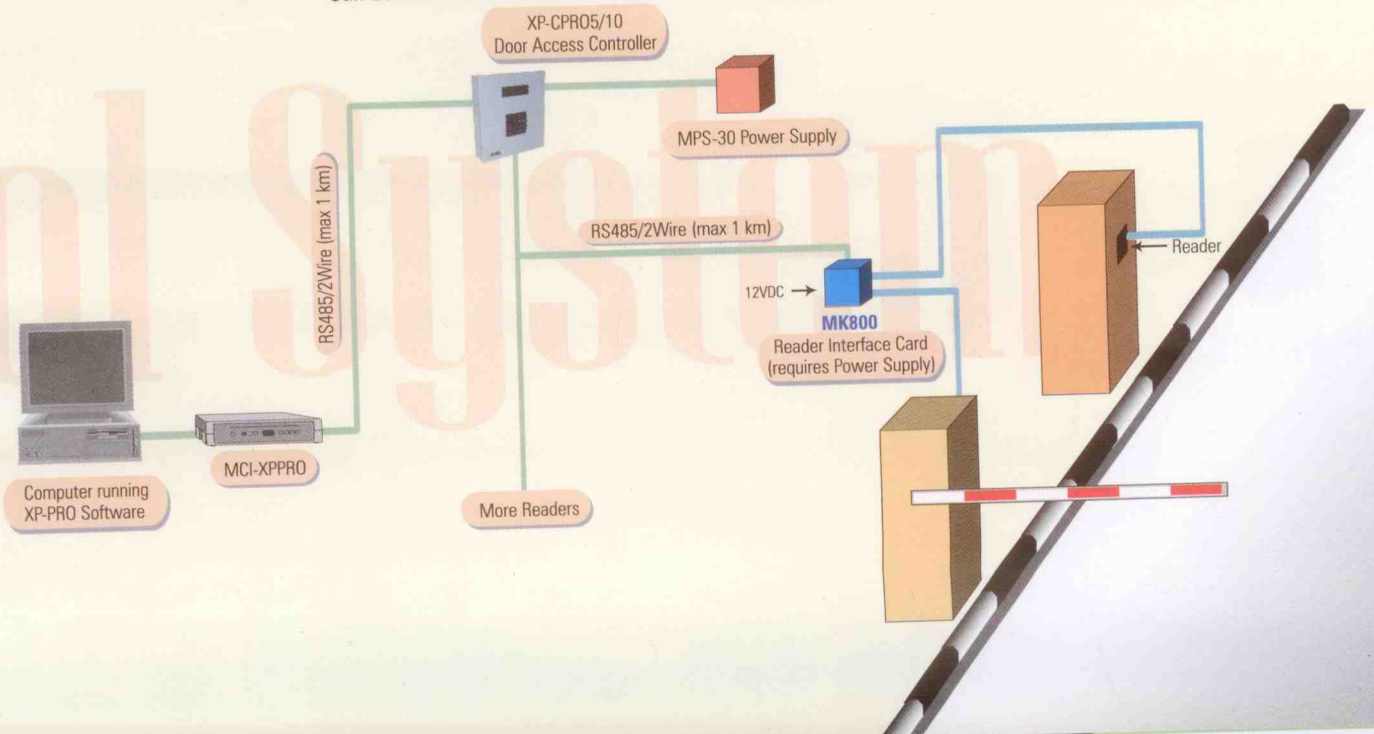 XP-CPRO5/10
Door Access Controller
MPS-30 Power Supply
RS485/2Wire (max 1 km)
RS485/2Wire (max 1 km)
Reader
12VDC
MK800
Reader Interface Card
(requires Power Supply)
MCI-XPPRO
Computer running
XP-PRO Software
More Readers
ol System